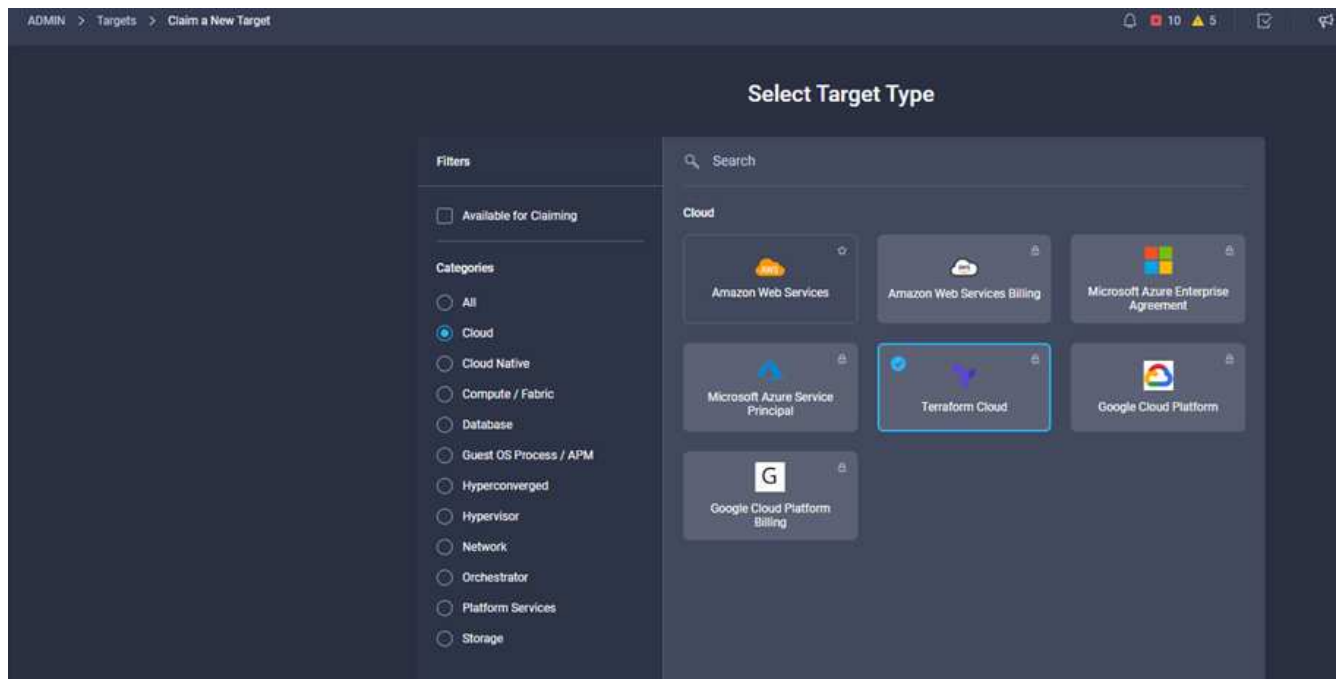 ADMIN > Targets > Claim a New Target
10 5
Select Target Type
Filters
Search
Available for Claiming
Categories
All
Cloud
Cloud Native
Compute / Fabric
Database
Guest OS Process / APM
Hyperconverged
Hypervisor
Network
Orchestrator
Platform Services
Storage
Cloud
aws
Amazon Web Services
aws
Amazon Web Services Billing
Microsoft Azure Enterprise
Agreement
Microsoft Azure Service
Principal
Terraform Cloud
Google Cloud Platform
G
Google Cloud Platform
Billing